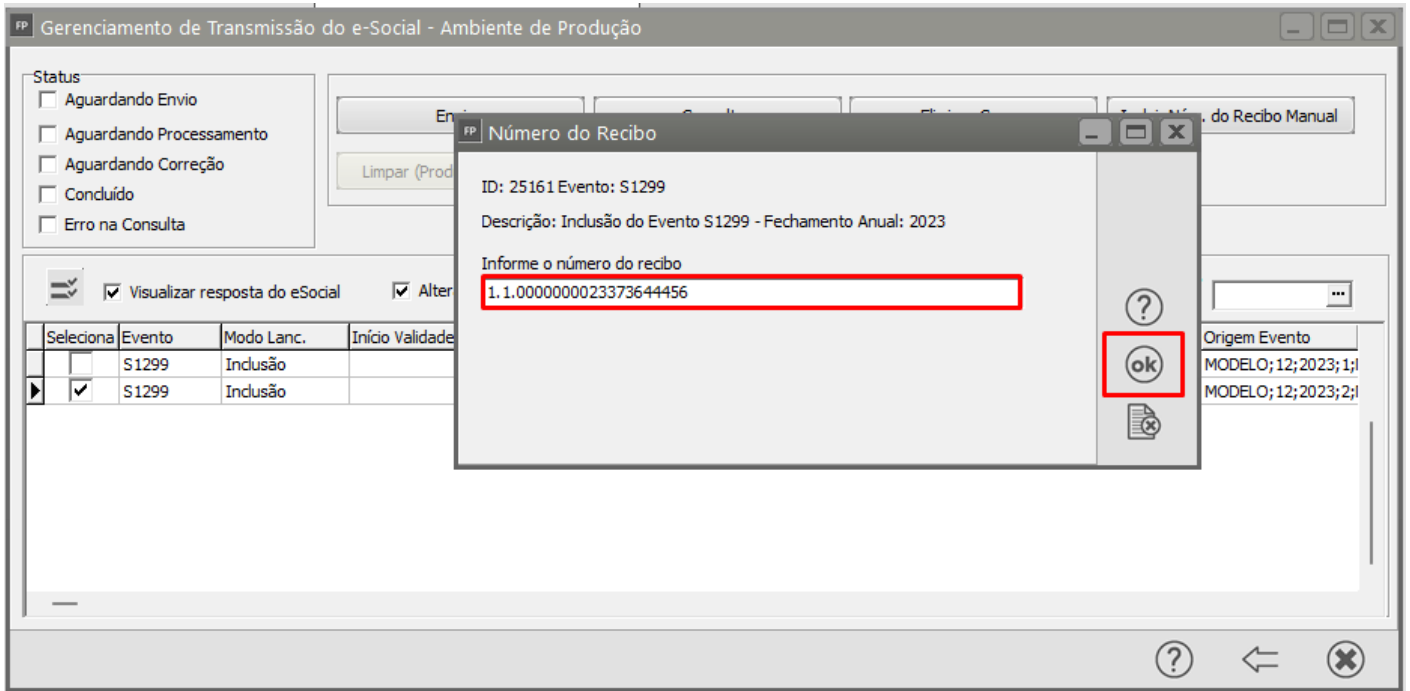 FP Gerenciamento de Transmissão do e-Social - Ambiente de Produção
Status
Aguardando Envio
Aguardando Processamento
Aguardando Correção
Concluído
Erro na Consulta
. do Recibo Manual
Limpar (Prod
FP Número do Recibo
ID: 25161 Evento: S1299
Descrição: Inclusão do Evento S1299 - Fechamento Anual: 2023
Informe o número do recibo
1.1.0000000023373644456
?
ok
Visualizar resposta do eSocial
Alter
...
Seleciona Evento Modo Lanc. Início Validade Origem Evento
S1299 Inclusão MODELO;12;2023;1;
S1299 Inclusão MODELO;12;2023;2;
?